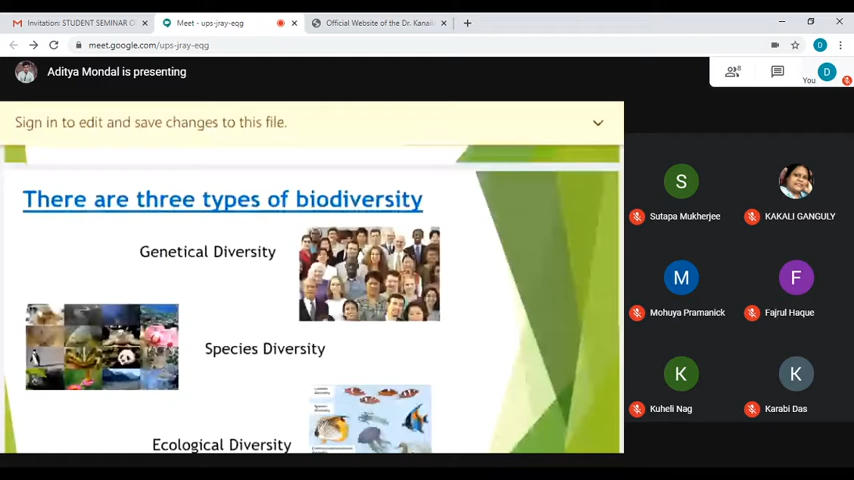 Invitation: STUDENT SEMINAR O
Meet - ups-jray-eqg
Official Website of the Dr. Kanail
meet.google.com/ups-jray-eqg
D
Aditya Mondal is presenting
8
You
D
Sign in to edit and save changes to this file.
There are three types of biodiversity
Genetical Diversity
Species Diversity
Ecological Diversity
S
Sutapa Mukherjee
KAKALI GANGULY
M
Mohuya Pramanick
F
Fajrul Haque
K
Kuheli Nag
K
Karabi Das